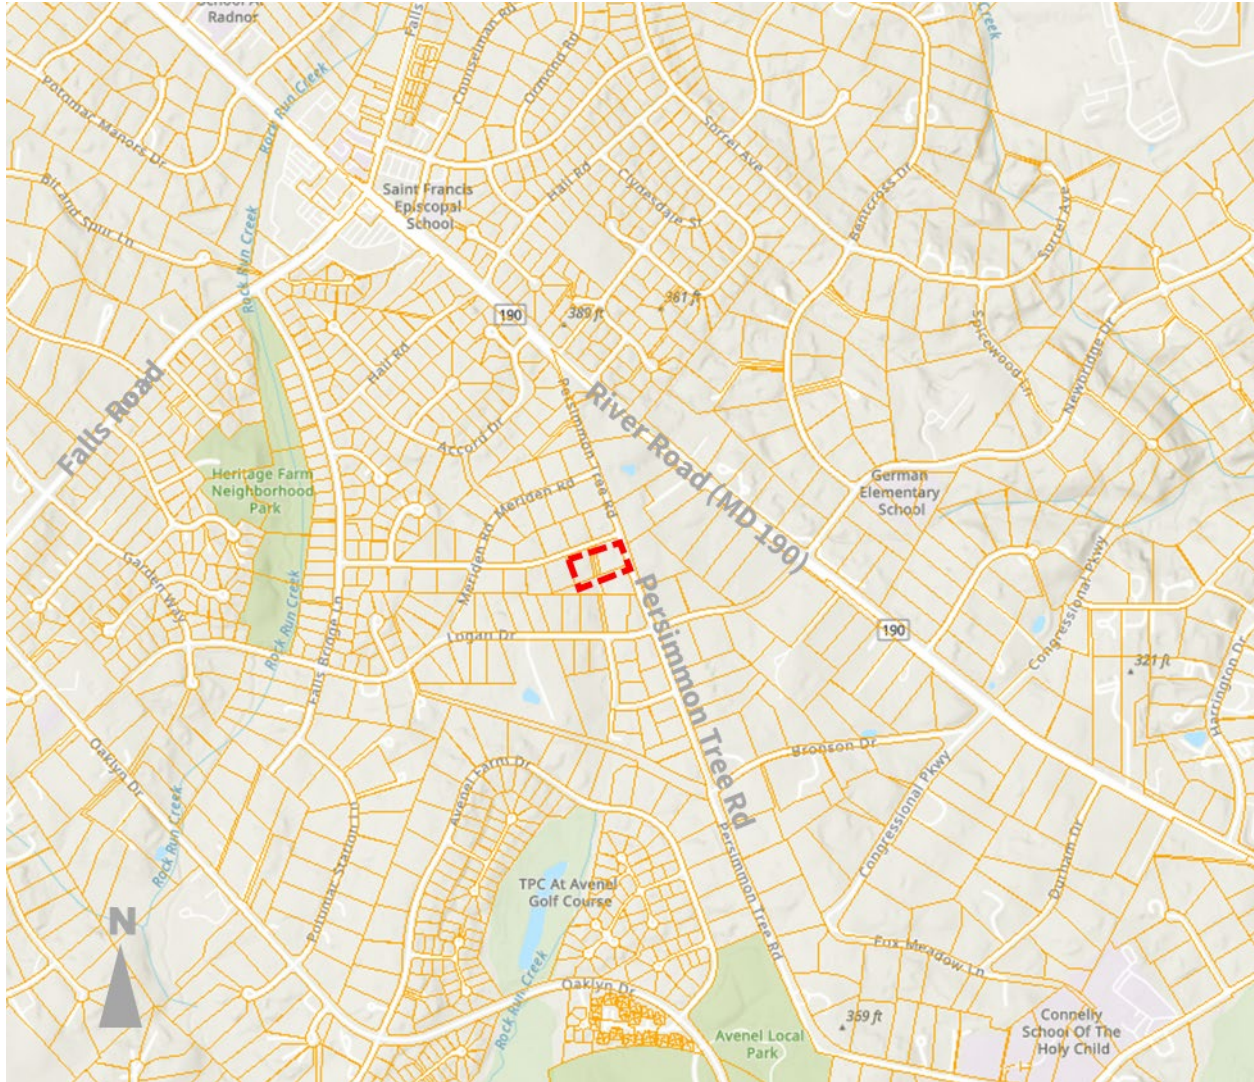 School At
Radnor
Falls
Counselman Rd
Ormond Rd
Creek
Potomac Manors Dr
Rock Run Creek
Sorrel Ave
Hall Rd
Clydesdale St
Bentcross Dr
Saint Francis
Episcopal
School
Bit and Spur Ln
Sorrel Ave
Rock Run Creek
190
389 ft
361 ft
Spicewood Ln
Newbridge Dr
Hall Rd
Falls Road
Persimmon Tree Rd
River Road (MD 190)
Accord Dr
Heritage Farm
Neighborhood
Park
Meriden Rd
German
Elementary
School
Garden Way
Meriden Rd
Congressional Pkwy
Persimmon Tree Rd
Logan Dr
190
Rock Run Creek
Falls Bridge Ln
321 ft
Harrington Dr
Oaklyn Dr
Bronson Dr
Avenel Farm Dr
Congressional Pkwy
Rock Run Creek
Potomac Station Ln
Durham Dr
TPC At Avenel
Golf Course
Persimmon Tree Rd
N
Fox Meadow Ln
Oaklyn Dr
Rock Run Creek
369 ft
Connelly
School Of The
Holy Child
Avenel Local
Park